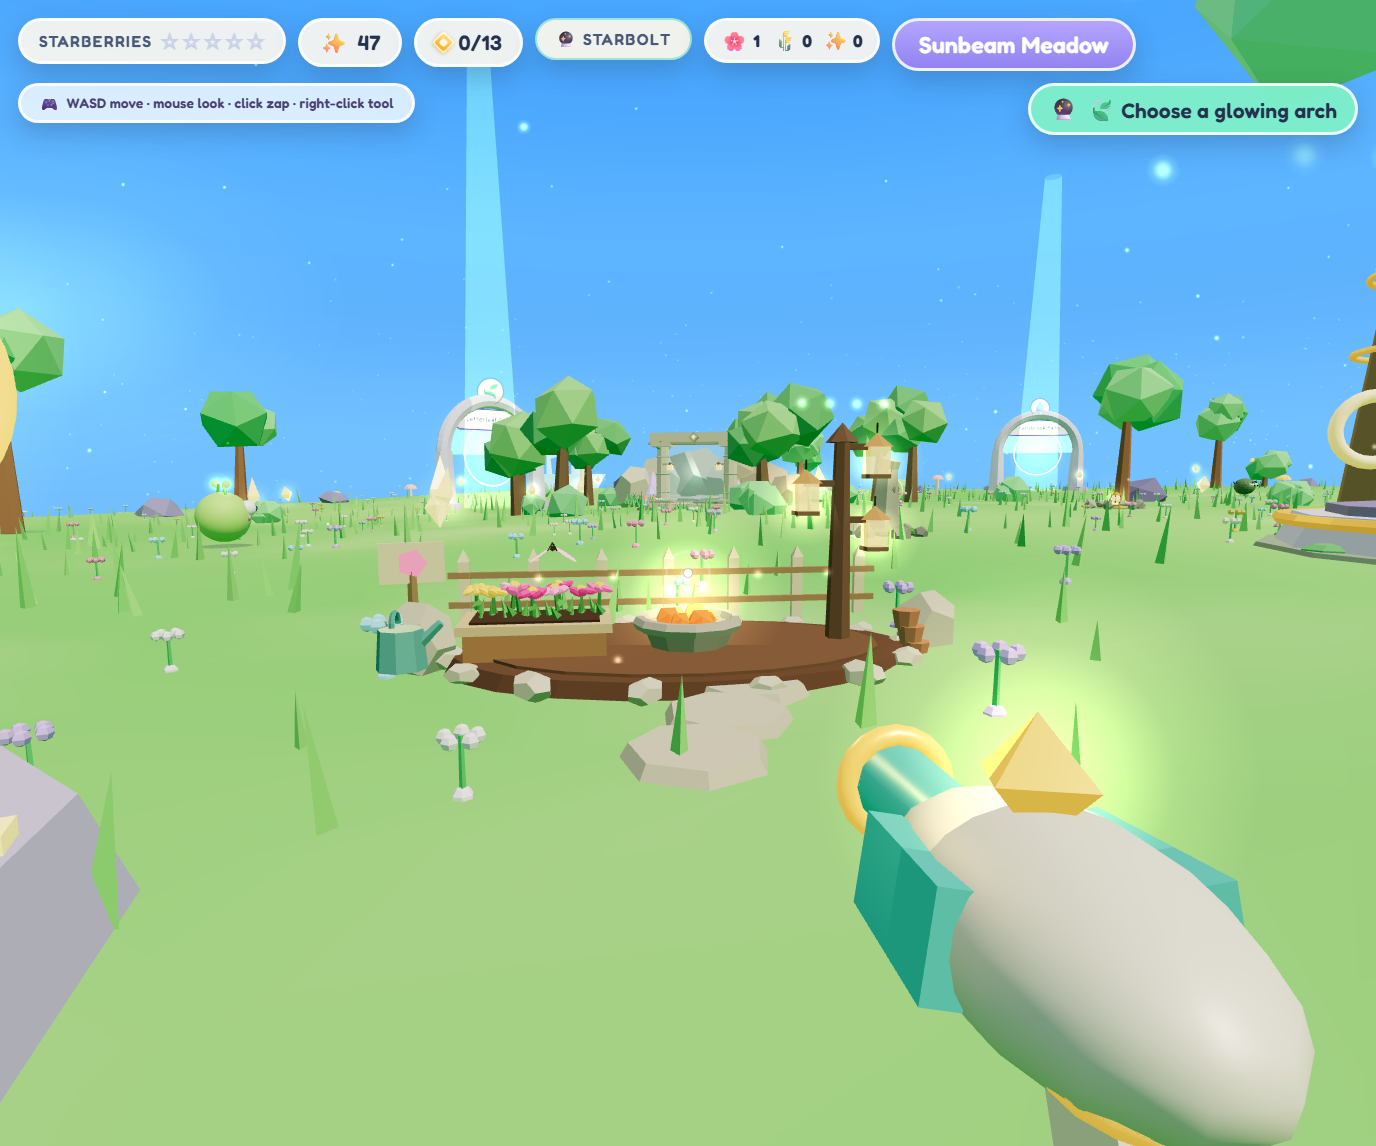 STARBERRIES
47
0/13
STARBOLT
1 0 0
Sunbeam Meadow
WASD move · mouse look · click zap · right-click tool
Choose a glowing arch